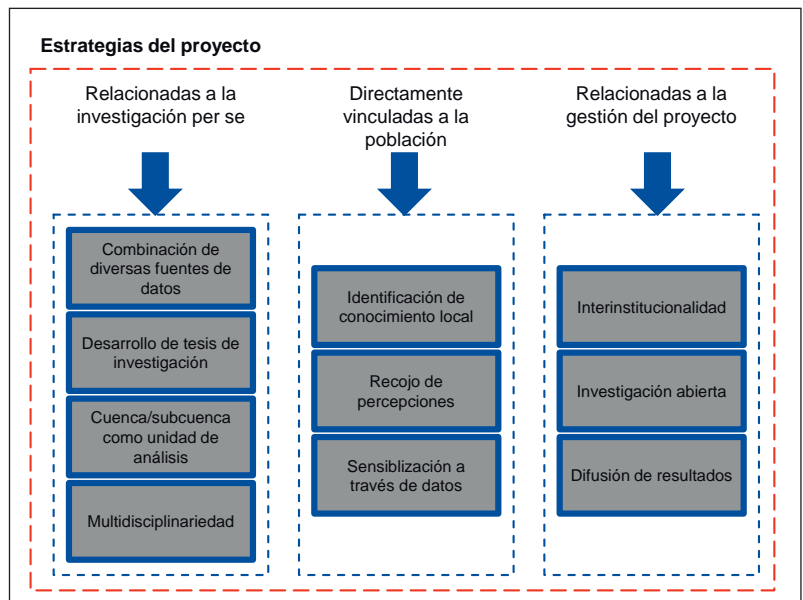 Estrategias del proyecto
Relacionadas a la
investigación per se
Combinación de
diversas fuentes de
datos
Desarrollo de tesis de
investigación
Cuenca/subcuenca
como unidad de
análisis
Multidisciplinariedad
Directamente
vinculadas a la
población
Identificación de
conocimiento local
Recojo de
percepciones
Sensiblización a
través de datos
Relacionadas a la
gestión del proyecto
Interinstitucionalidad
Investigación abierta
Difusión de resultados